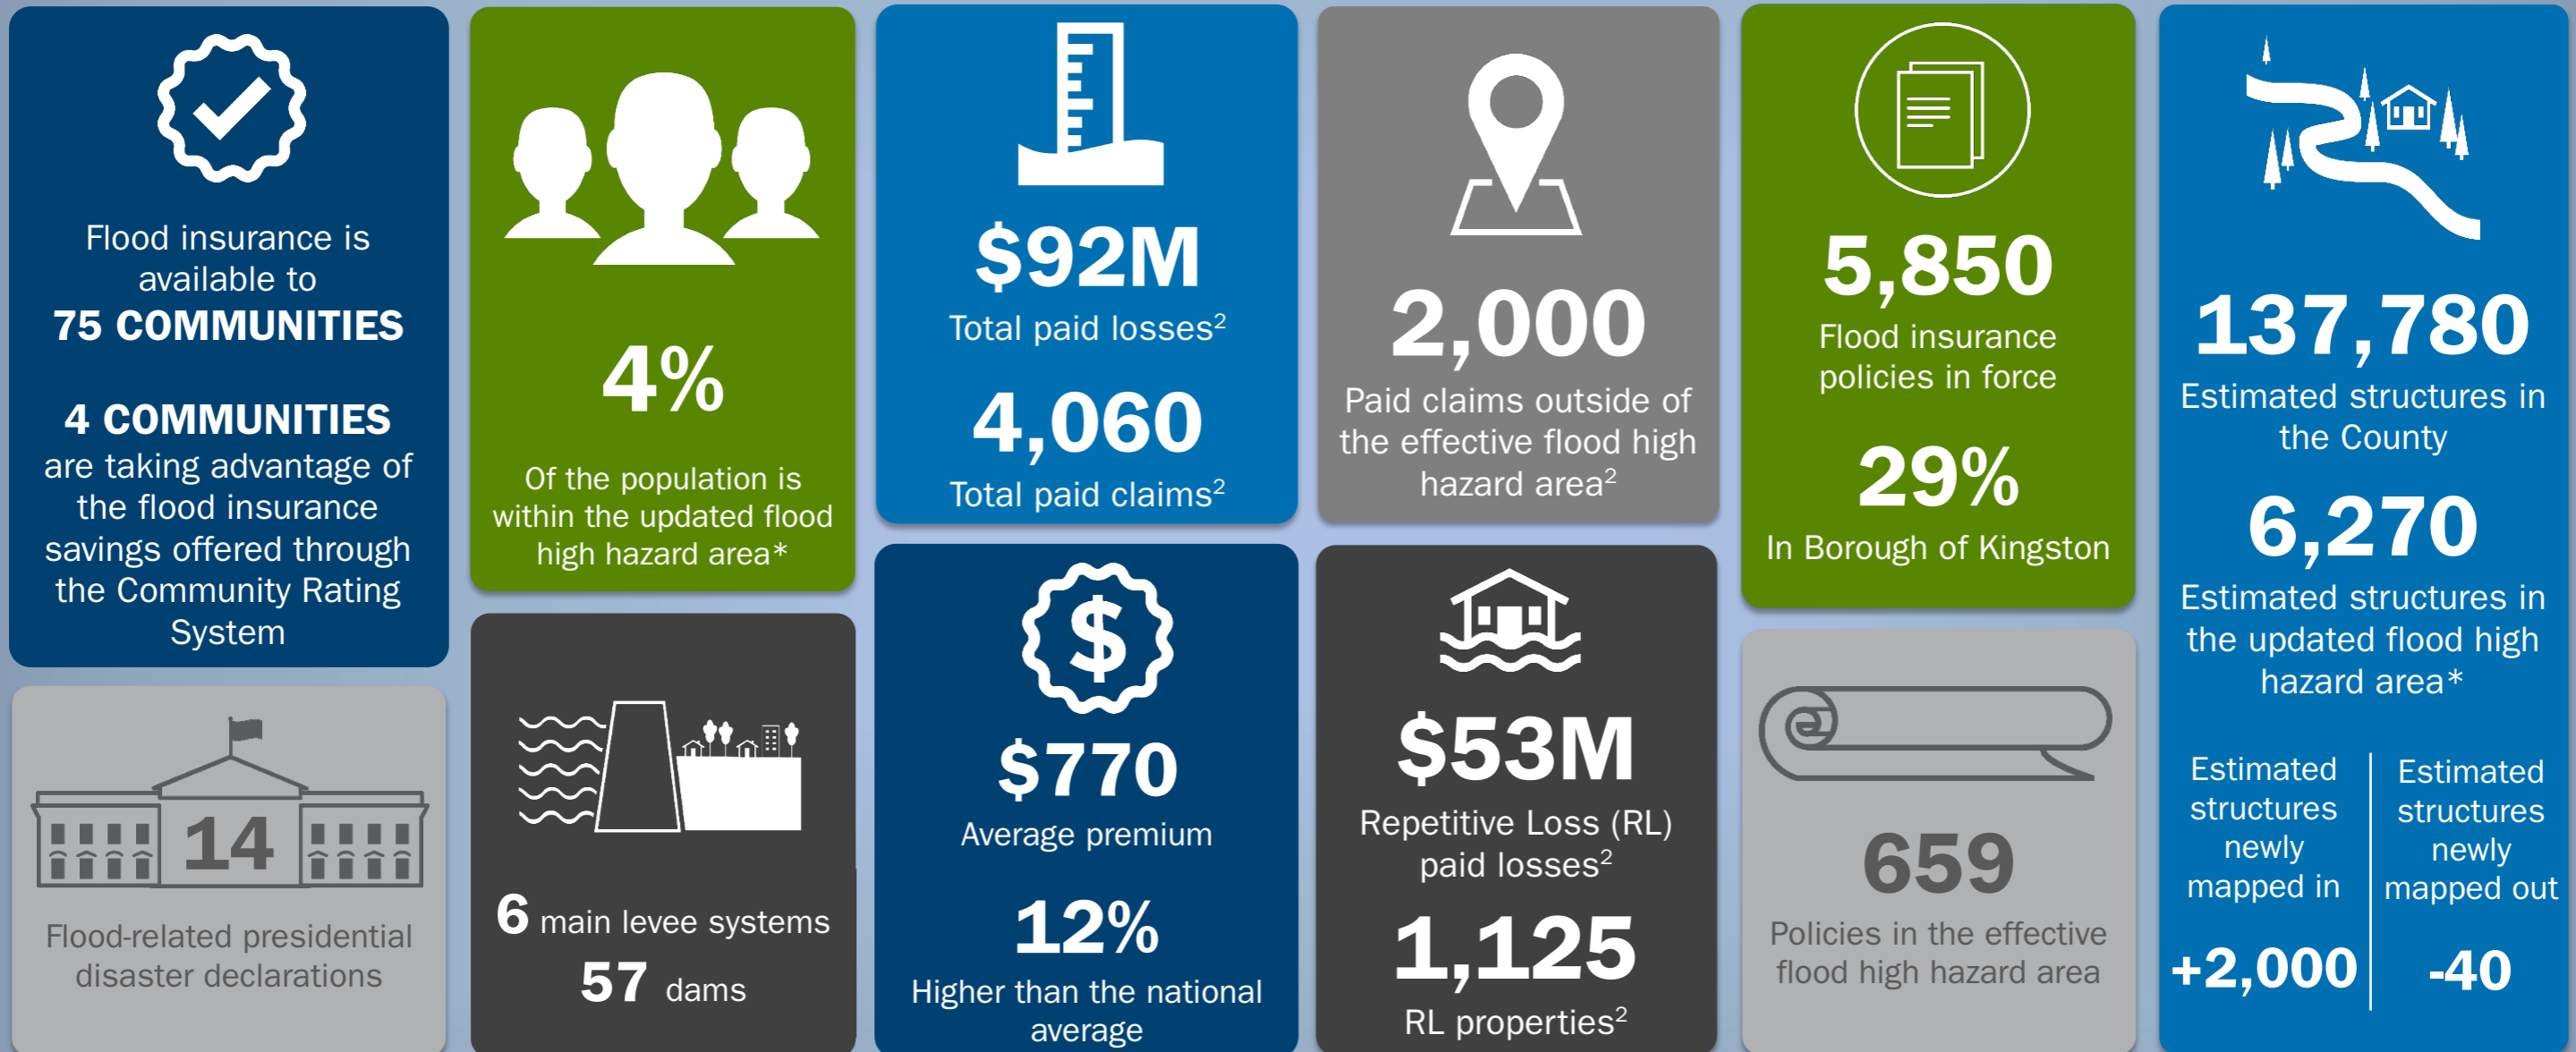 Flood insurance is
available to
75 COMMUNITIES
4 COMMUNITIES
are taking advantage of
the flood insurance
savings offered through
the Community Rating
System
14
Flood-related presidential
disaster declarations
4%
Of the population is
within the updated flood
high hazard area*
6 main levee systems
57 dams
$92M
Total paid losses²
4,060
Total paid claims²
$
$770
Average premium
12%
Higher than the national
average
2,000
Paid claims outside of
the effective flood high
hazard area²
$53M
Repetitive Loss (RL)
paid losses²
1,125
RL properties²
5,850
Flood insurance
policies in force
29%
In Borough of Kingston
659
Policies in the effective
flood high hazard area
137,780
Estimated structures in
the County
6,270
Estimated structures in
the updated flood high
hazard area*
Estimated
structures
newly
mapped in
+2,000
Estimated
structures
newly
mapped out
-40